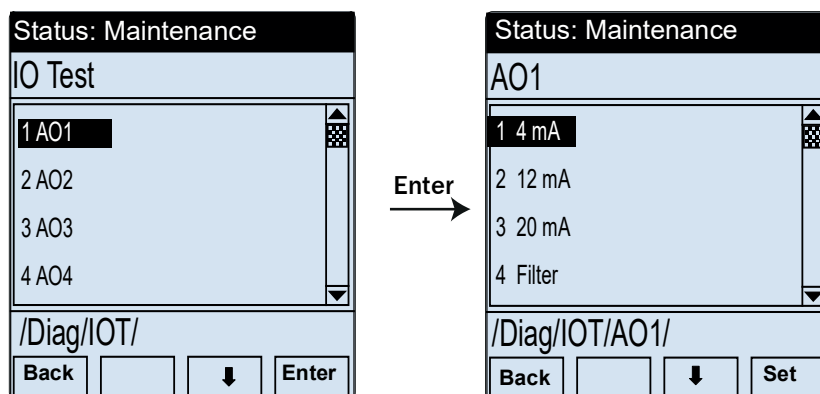 Status: Maintenance
IO Test
1 AO1
2 AO2
3 AO3
4 AO4
/Diag/IOT/
Back
Enter
Enter
Status: Maintenance
AO1
1 4 mA
2 12 mA
3 20 mA
4 Filter
/Diag/IOT/AO1/
Back
Set